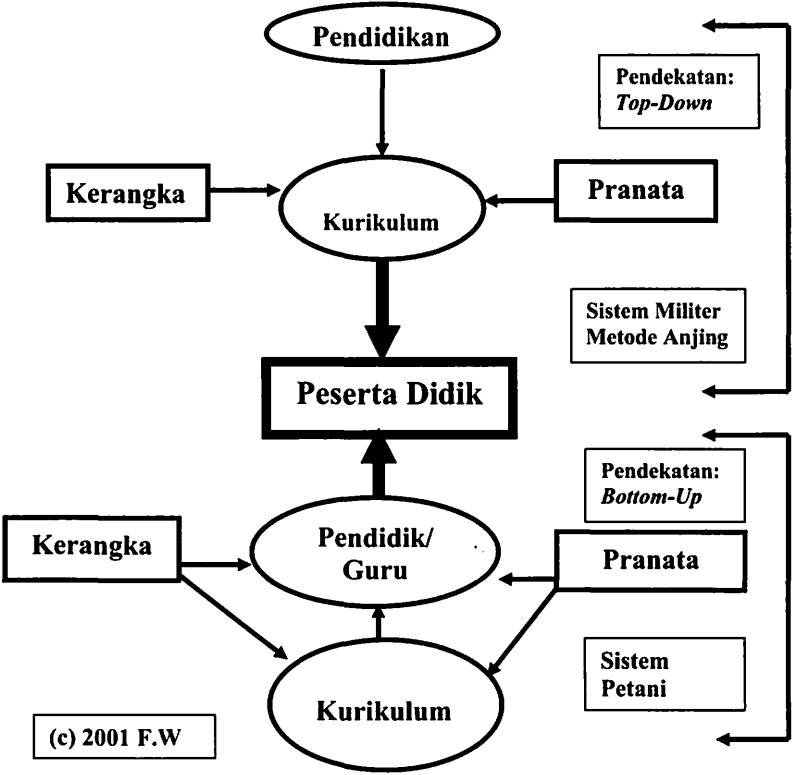 Pendidikan
Pendekatan:
Top-Down
Kerangka
Kurikulum
Pranata
Sistem Militer
Metode Anjing
Peserta Didik
Pendekatan:
Bottom-Up
Kerangka
Pendidik/
Guru
Pranata
Sistem
Petani
Kurikulum
(c) 2001 F.W